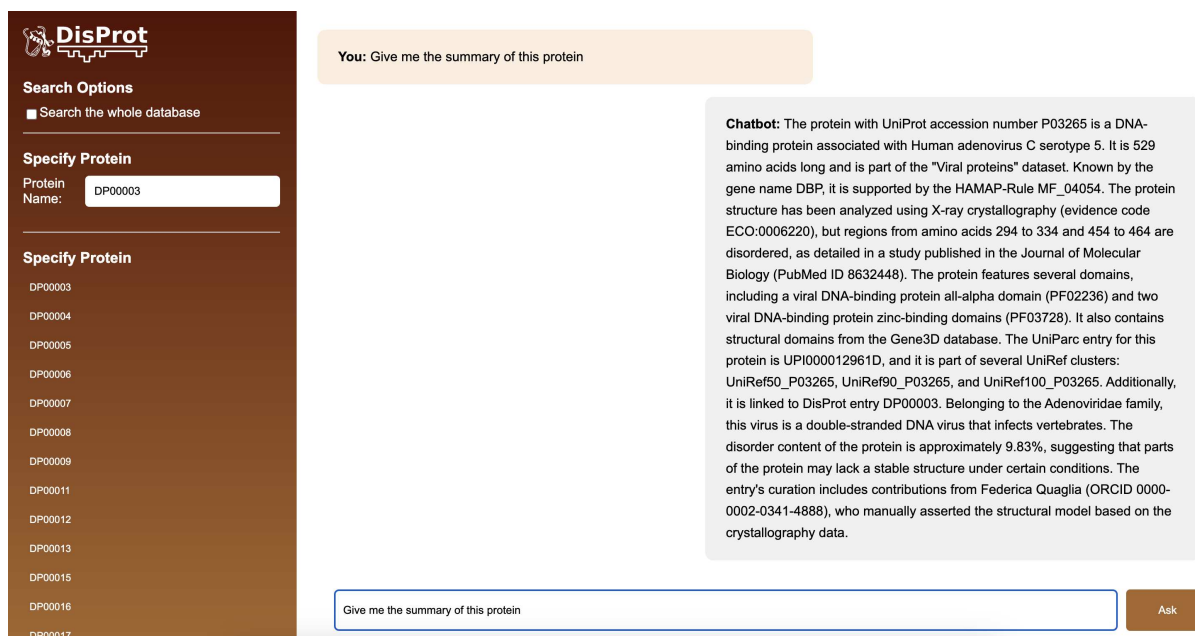 DisProt
Search Options
Search the whole database
Specify Protein
Protein
Name:
DP00003
Specify Protein
DP00003
DP00004
DP00005
DP00006
DP00007
DP00008
DP00009
DP00011
DP00012
DP00013
DP00015
DP00016
DP00017
You: Give me the summary of this protein
Chatbot: The protein with UniProt accession number P03265 is a DNA-
binding protein associated with Human adenovirus C serotype 5. It is 529
amino acids long and is part of the "Viral proteins" dataset. Known by the
gene name DBP, it is supported by the HAMAP-Rule MF_04054. The protein
structure has been analyzed using X-ray crystallography (evidence code
ECO:0006220), but regions from amino acids 294 to 334 and 454 to 464 are
disordered, as detailed in a study published in the Journal of Molecular
Biology (PubMed ID 8632448). The protein features several domains,
including a viral DNA-binding protein all-alpha domain (PF02236) and two
viral DNA-binding protein zinc-binding domains (PF03728). It also contains
structural domains from the Gene3D database. The UniParc entry for this
protein is UPI000012961D, and it is part of several UniRef clusters:
UniRef50_P03265, UniRef90_P03265, and UniRef100_P03265. Additionally,
it is linked to DisProt entry DP00003. Belonging to the Adenoviridae family,
this virus is a double-stranded DNA virus that infects vertebrates. The
disorder content of the protein is approximately 9.83%, suggesting that parts
of the protein may lack a stable structure under certain conditions. The
entry's curation includes contributions from Federica Quaglia (ORCID 0000-
0002-0341-4888), who manually asserted the structural model based on the
crystallography data.
Give me the summary of this protein
Ask